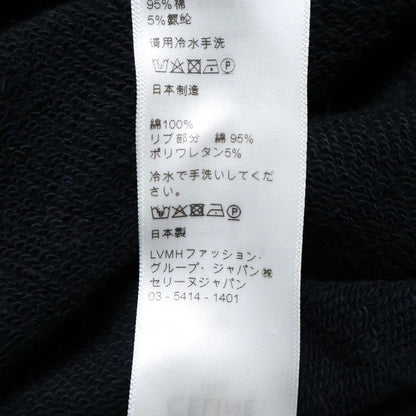 95%棉
5%氨纶
请用冷水手洗
日本制造
綿100%
リブ部分 綿 95%
ポリウレタン5%
冷水で手洗いしてくだ
さい。
日本製
LVMHファッション・
グループ・ジャパン㈱
セリーヌジャパン
03 - 5414 - 1401